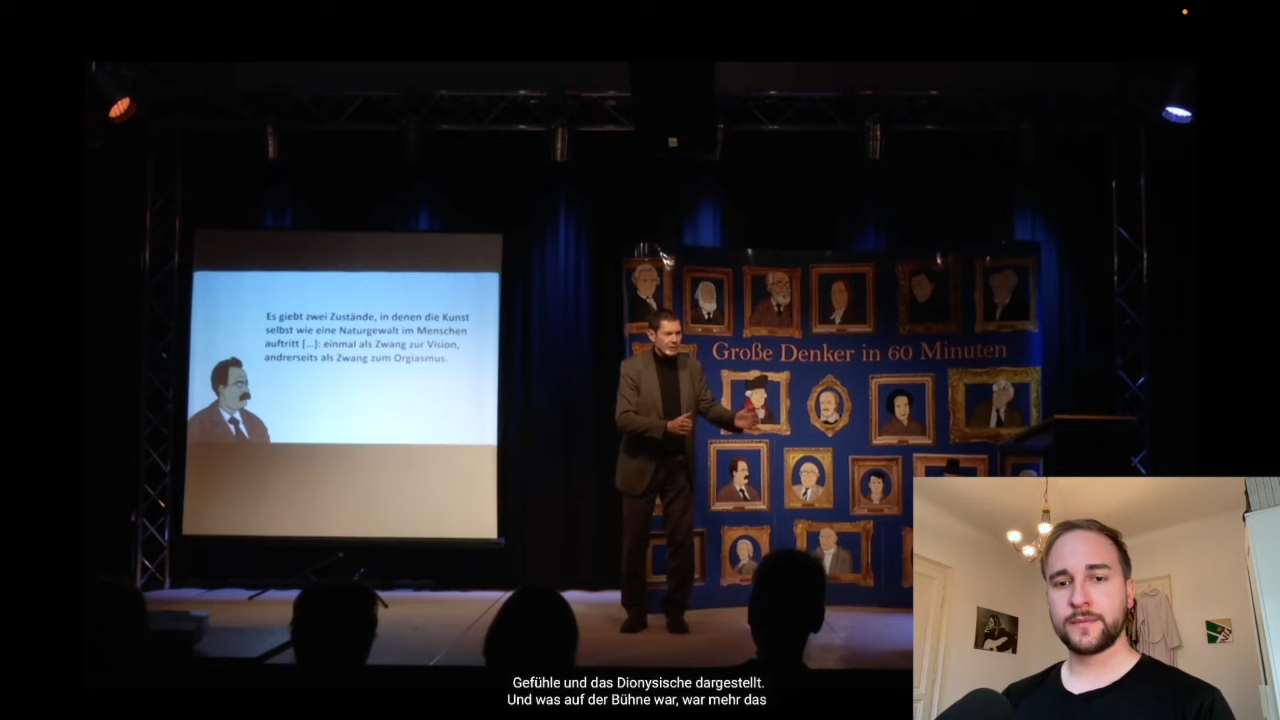 Es giebt zwei Zustände, in denen die Kunst
selbst wie eine Naturgewalt im Menschen
auftritt [...]: einmal als Zwang zur Vision,
andrerseits als Zwang zum Orgiasmus.
Große Denker in 60 Minuten
Gefühle und das Dionysische dargestellt.
Und was auf der Bühne war, war mehr das